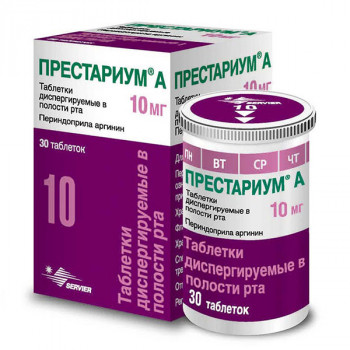 ПРЕСТАРИУМ® А
10 мг
Таблетки
диспергируемые в
полости рта
Периндоприла аргинин
30 таблеток
10
Таблетки
диспергируемые в
полости рта
SERVIER
ПРЕСТАРИУМ® А
10 мг
10
SERVIER
ПН ВТ СР ЧТ
ПРЕСТАРИУМ® А
Таблетки
диспергируемые в
полости рта
10 мг
Периндоприла аргинин
Таблетки
диспергируемые в
полости рта
30 таблеток